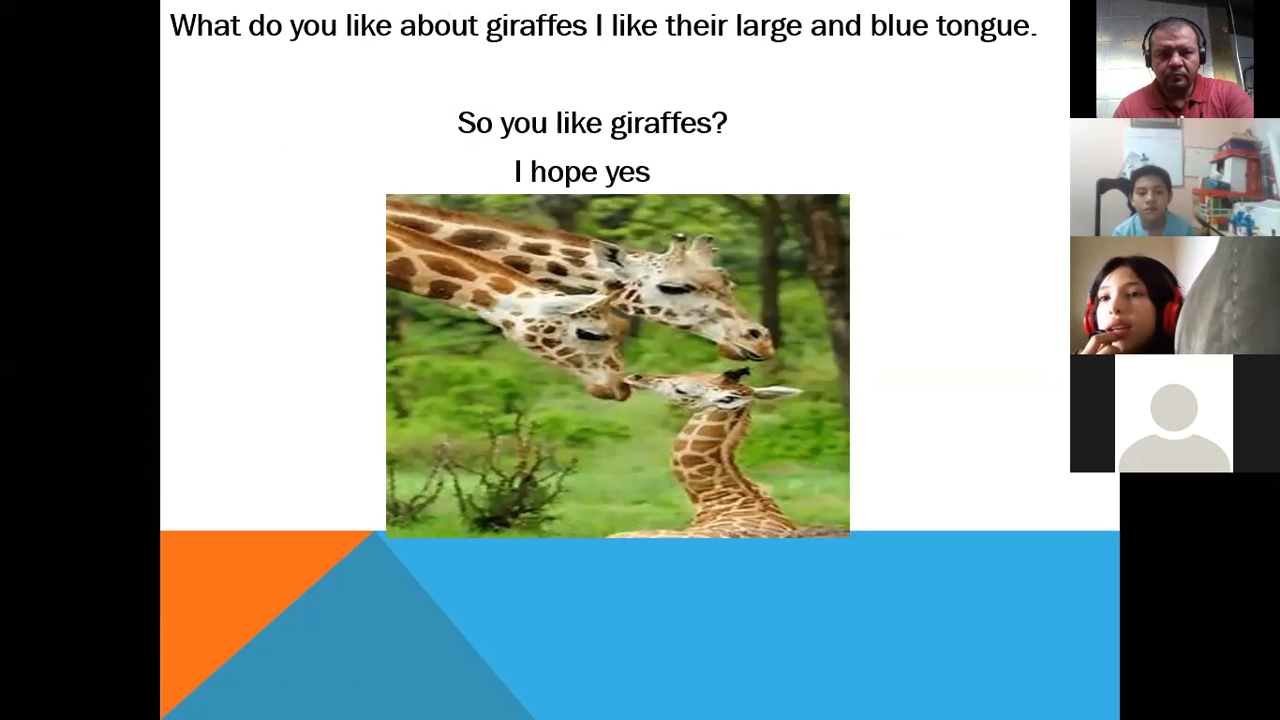 What do you like about giraffes I like their large and blue tongue.
So you like giraffes?
I hope yes